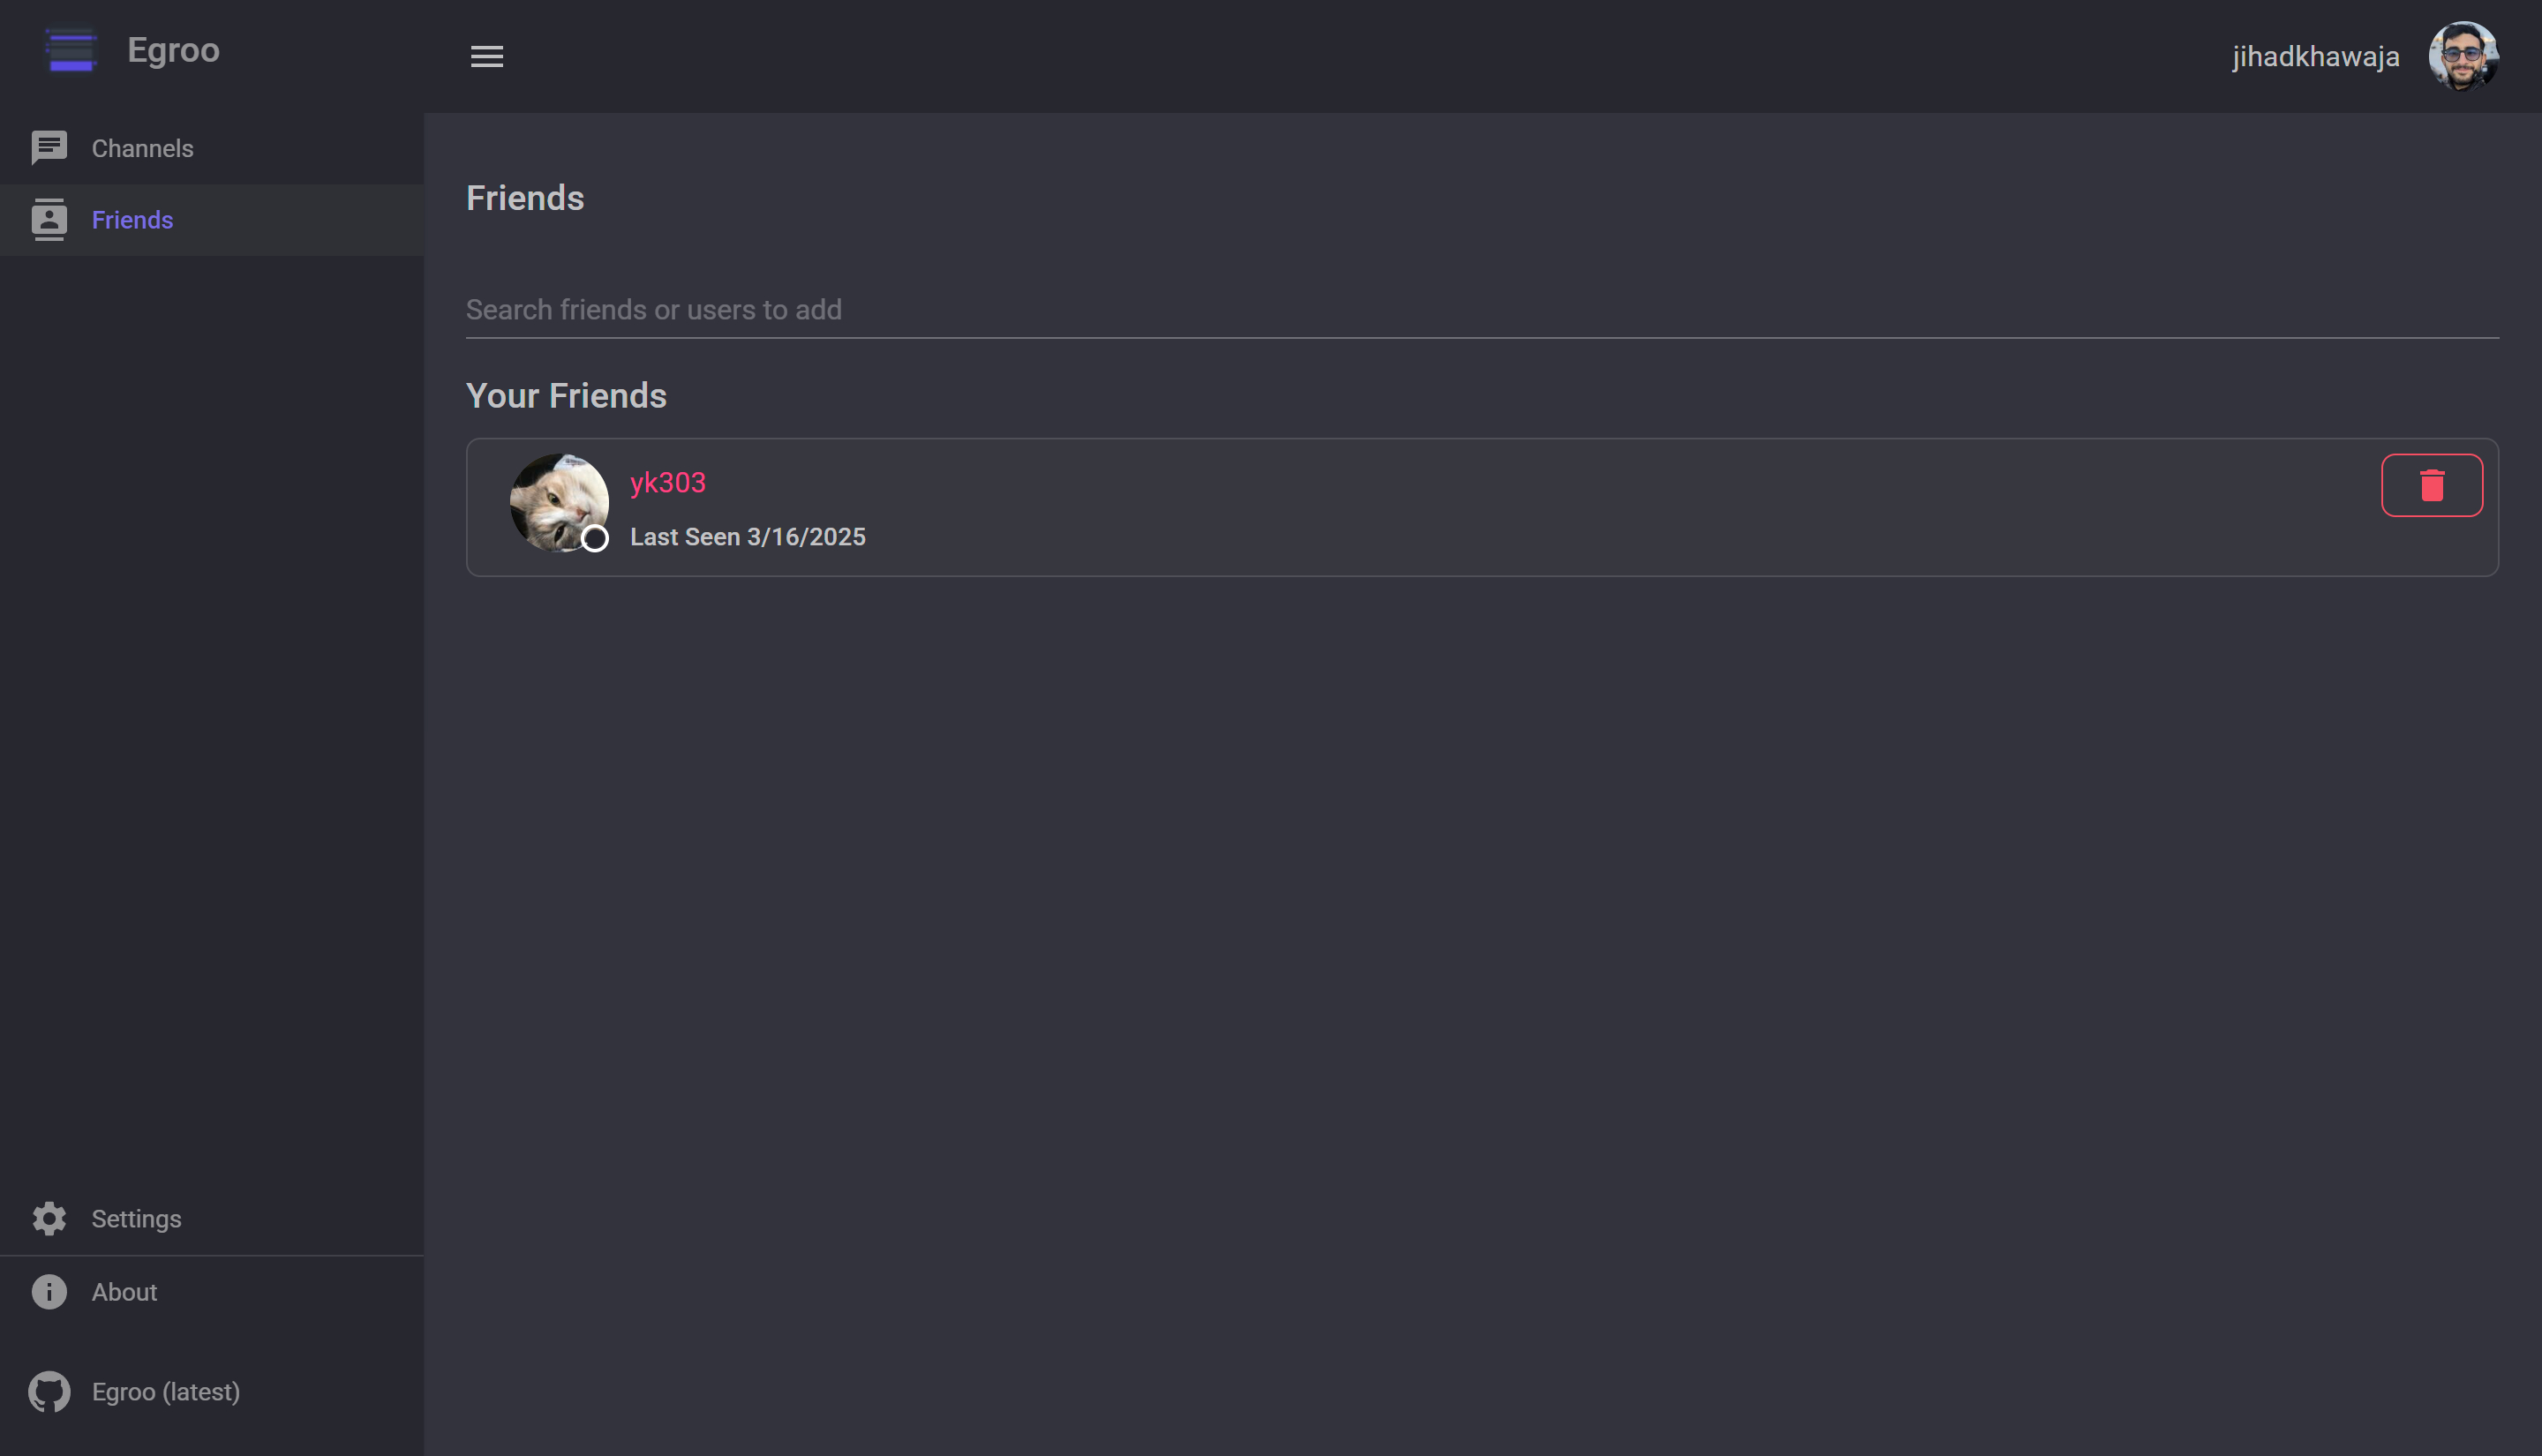 Egroo
jihadkhawaja
Channels
Friends
Friends
Search friends or users to add
Your Friends
yk303
Last Seen 3/16/2025
Settings
About
Egroo (latest)